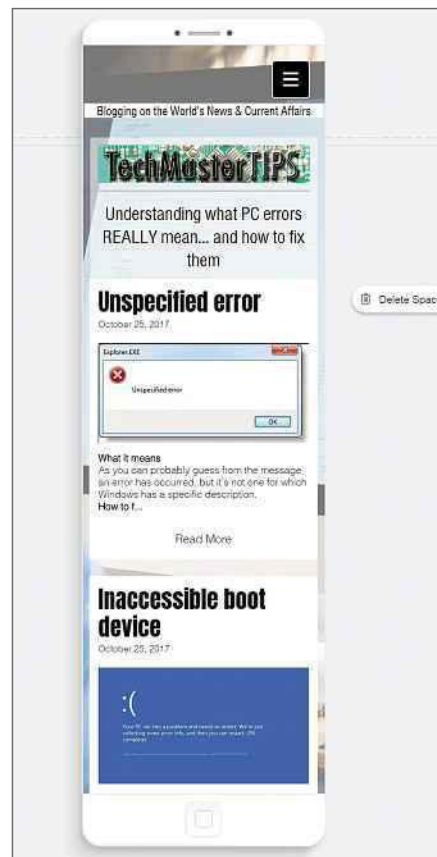 Blogging on the World's News & Current Affairs
TechMasterTIPS
Understanding what PC errors
REALLY mean... and how to fix
them
Unspecified error
October 25, 2017
Explorer.EXE
Unspecified error
OK
What it means
As you can probably guess from the message,
an error has occurred, but it's not one for which
Windows has a specific description.
How to f...
Read More
Delete Spac
Inaccessible boot
device
October 25, 2017
:(